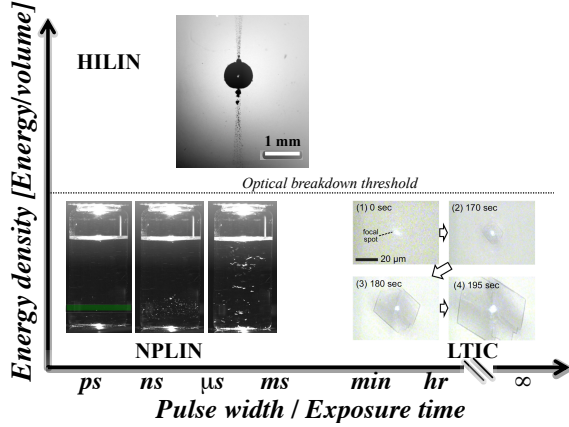 Energy density [Energy/volume]
HILIN
1 mm
Optical breakdown threshold
(1) 0 sec
(2) 170 sec
focal
spot
20 μm
(3) 180 sec
(4) 195 sec
NPLIN
LTIC
ps ns μs ms min hr ∞
Pulse width / Exposure time